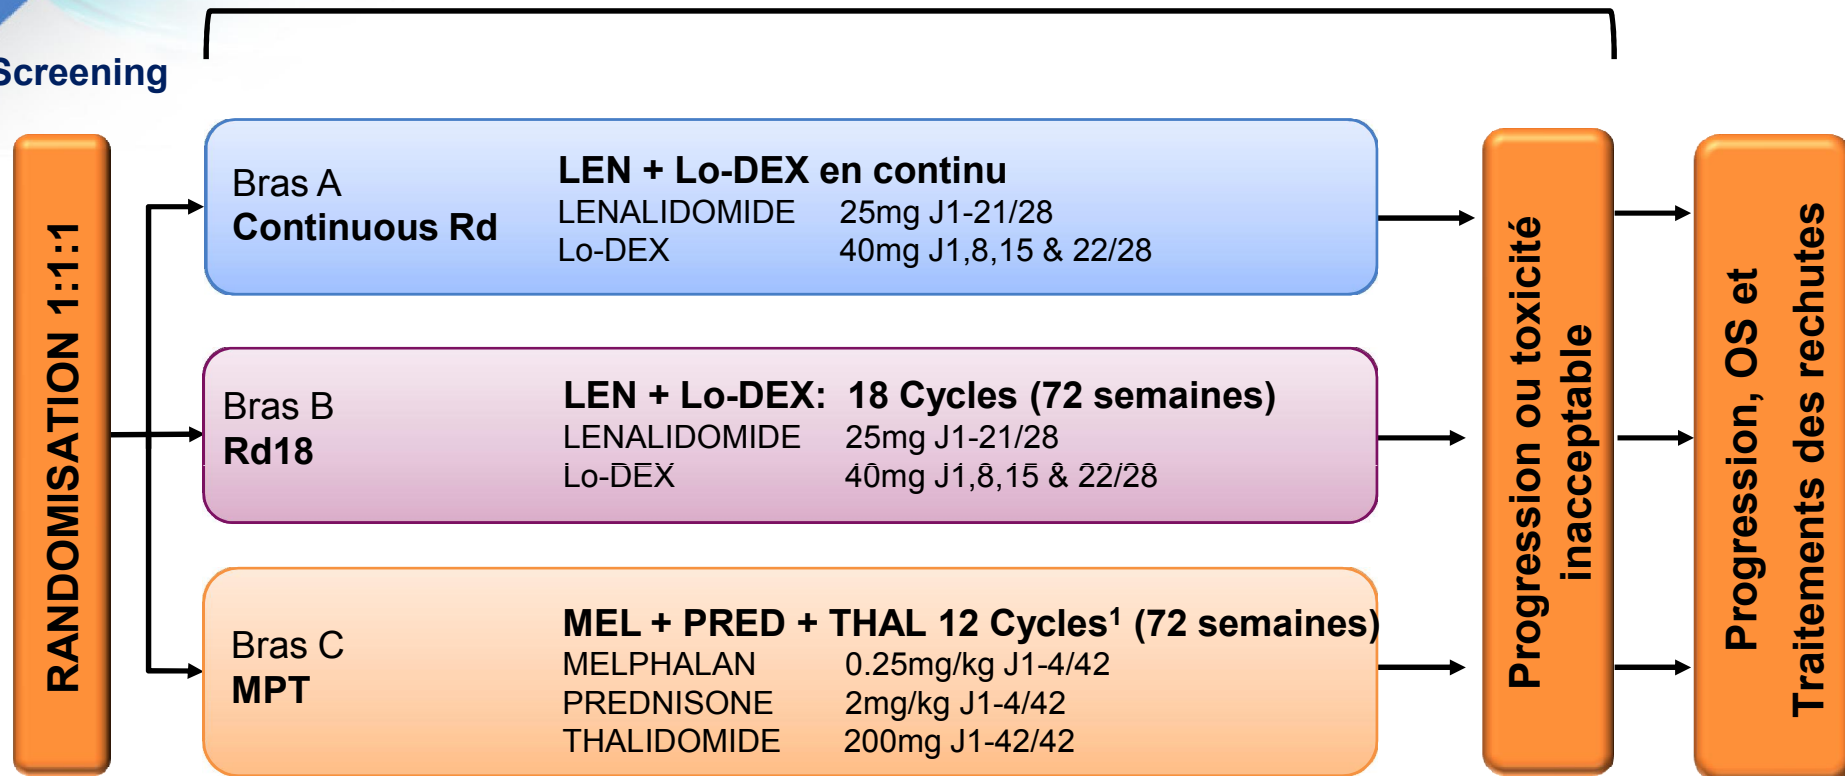 Screening
RANDOMISATION 1:1:1
Bras A
Continuous Rd
LEN + Lo-DEX en continu
LENALIDOMIDE 25mg J1-21/28
Lo-DEX 40mg J1,8,15 & 22/28
Bras B
Rd18
LEN + Lo-DEX: 18 Cycles (72 semaines)
LENALIDOMIDE 25mg J1-21/28
Lo-DEX 40mg J1,8,15 & 22/28
Bras C
MPT
MEL + PRED + THAL 12 Cycles¹ (72 semaines)
MELPHALAN 0.25mg/kg J1-4/42
PREDNISONE 2mg/kg J1-4/42
THALIDOMIDE 200mg J1-42/42
Progression ou toxicité
inacceptable
Progression, OS et
Traitements des rechutes